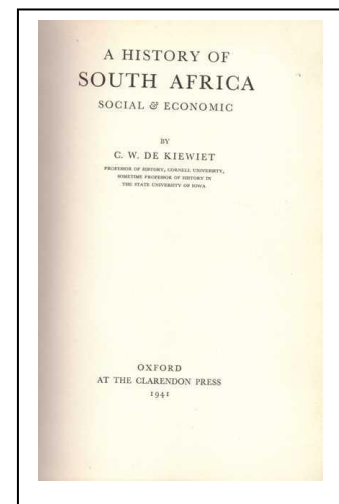 A HISTORY OF
SOUTH AFRICA
SOCIAL & ECONOMIC
BY
C. W. DE KIEWIET
PROFESSOR OF HISTORY, CORNELL UNIVERSITY,
SOMETIME PROFESSOR OF HISTORY IN
THE STATE UNIVERSITY OF IOWA
OXFORD
AT THE CLARENDON PRESS
1941